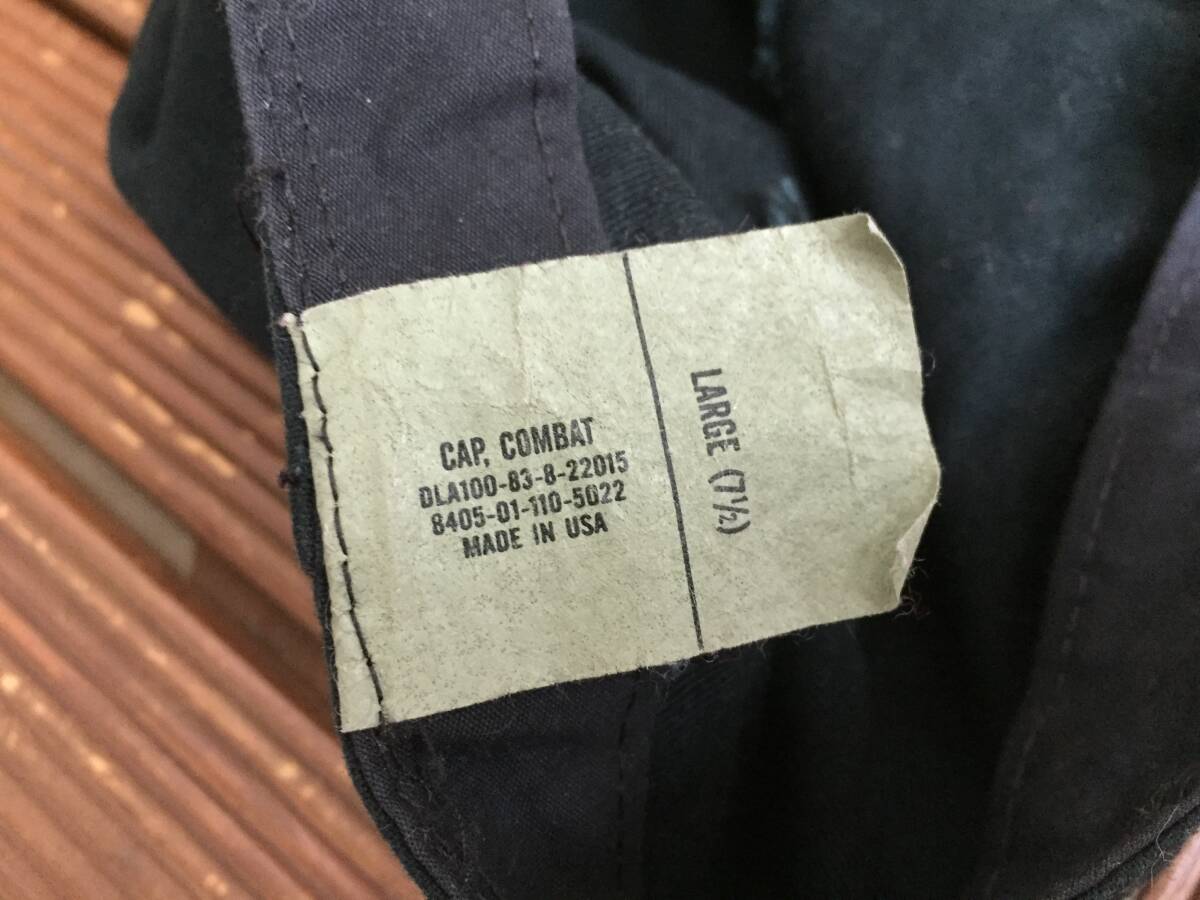 CAP, COMBAT
DLA100-83-8-22015
8405-01-110-5022
MADE IN USA
LARGE (7½)